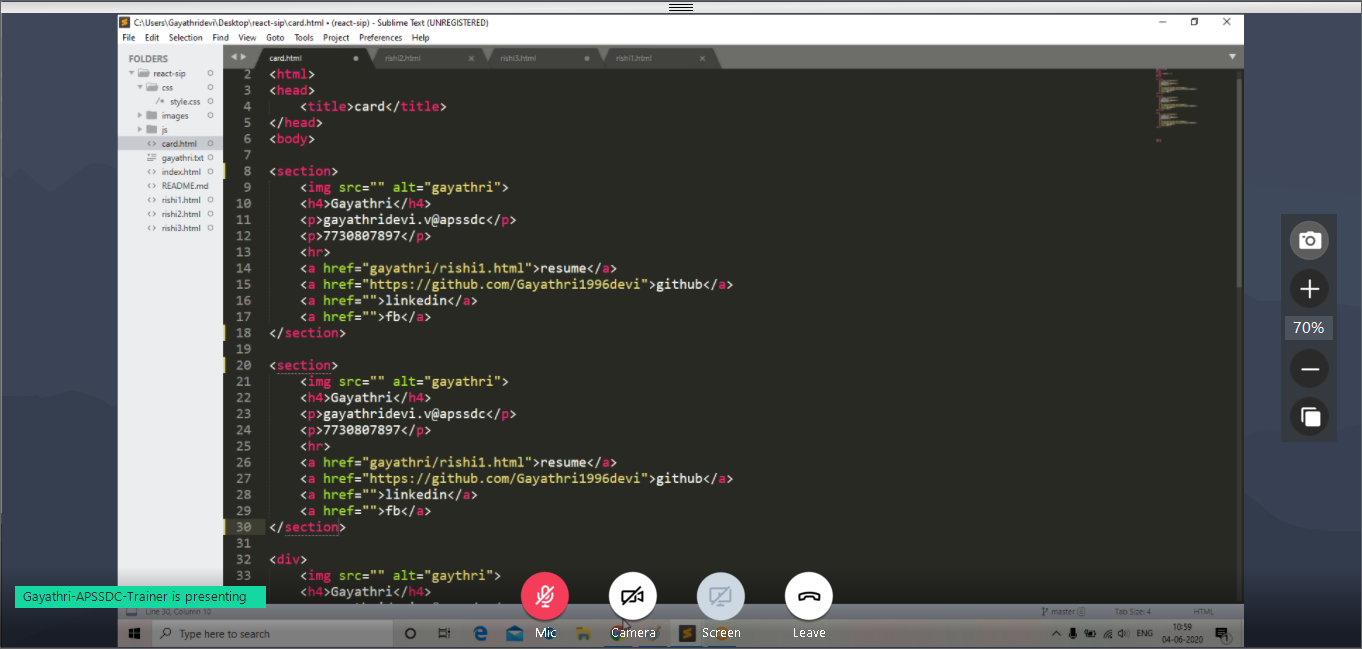 C:\Users\Gayathridevi\Desktop\react-sip\card.html • (react-sip) - Sublime Text (UNREGISTERED)
File Edit Selection Find View Goto Tools Project Preferences Help
FOLDERS
react-sip
css
/* style.css
images
js
<> card.html
gayathri.txt
<> index.html
<> README.md
<> rishi1.html
<> rishi2.html
<> rishi3.html
card.html rishi2.html rishi3.html rishi1.html
2 <html>
3 <head>
4 <title>card</title>
5 </head>
6 <body>
7
8 <section>
9 <img src="" alt="gayathri">
10 <h4>Gayathri</h4>
11 <p>gayathridevi.v@apssdc</p>
12 <p>7730807897</p>
13 <hr>
14 <a href="gayathri/rishi1.html">resume</a>
15 <a href="https://github.com/Gayathri1996devi">github</a>
16 <a href="">linkedin</a>
17 <a href="">fb</a>
18 </section>
19
20 <section>
21 <img src="" alt="gayathri">
22 <h4>Gayathri</h4>
23 <p>gayathridevi.v@apssdc</p>
24 <p>7730807897</p>
25 <hr>
26 <a href="gayathri/rishi1.html">resume</a>
27 <a href="https://github.com/Gayathri1996devi">github</a>
28 <a href="">linkedin</a>
29 <a href="">fb</a>
30 </section>
31
32 <div>
33 <img src="" alt="gaythri">
<h4>Gayathri</h4>
70%
Gayathri-APSSDC-Trainer is presenting
Line 30, Column 10 master Tab Size: 4 HTML
Type here to search
Mic Camera Screen Leave
ENG
10:59
04-06-2020